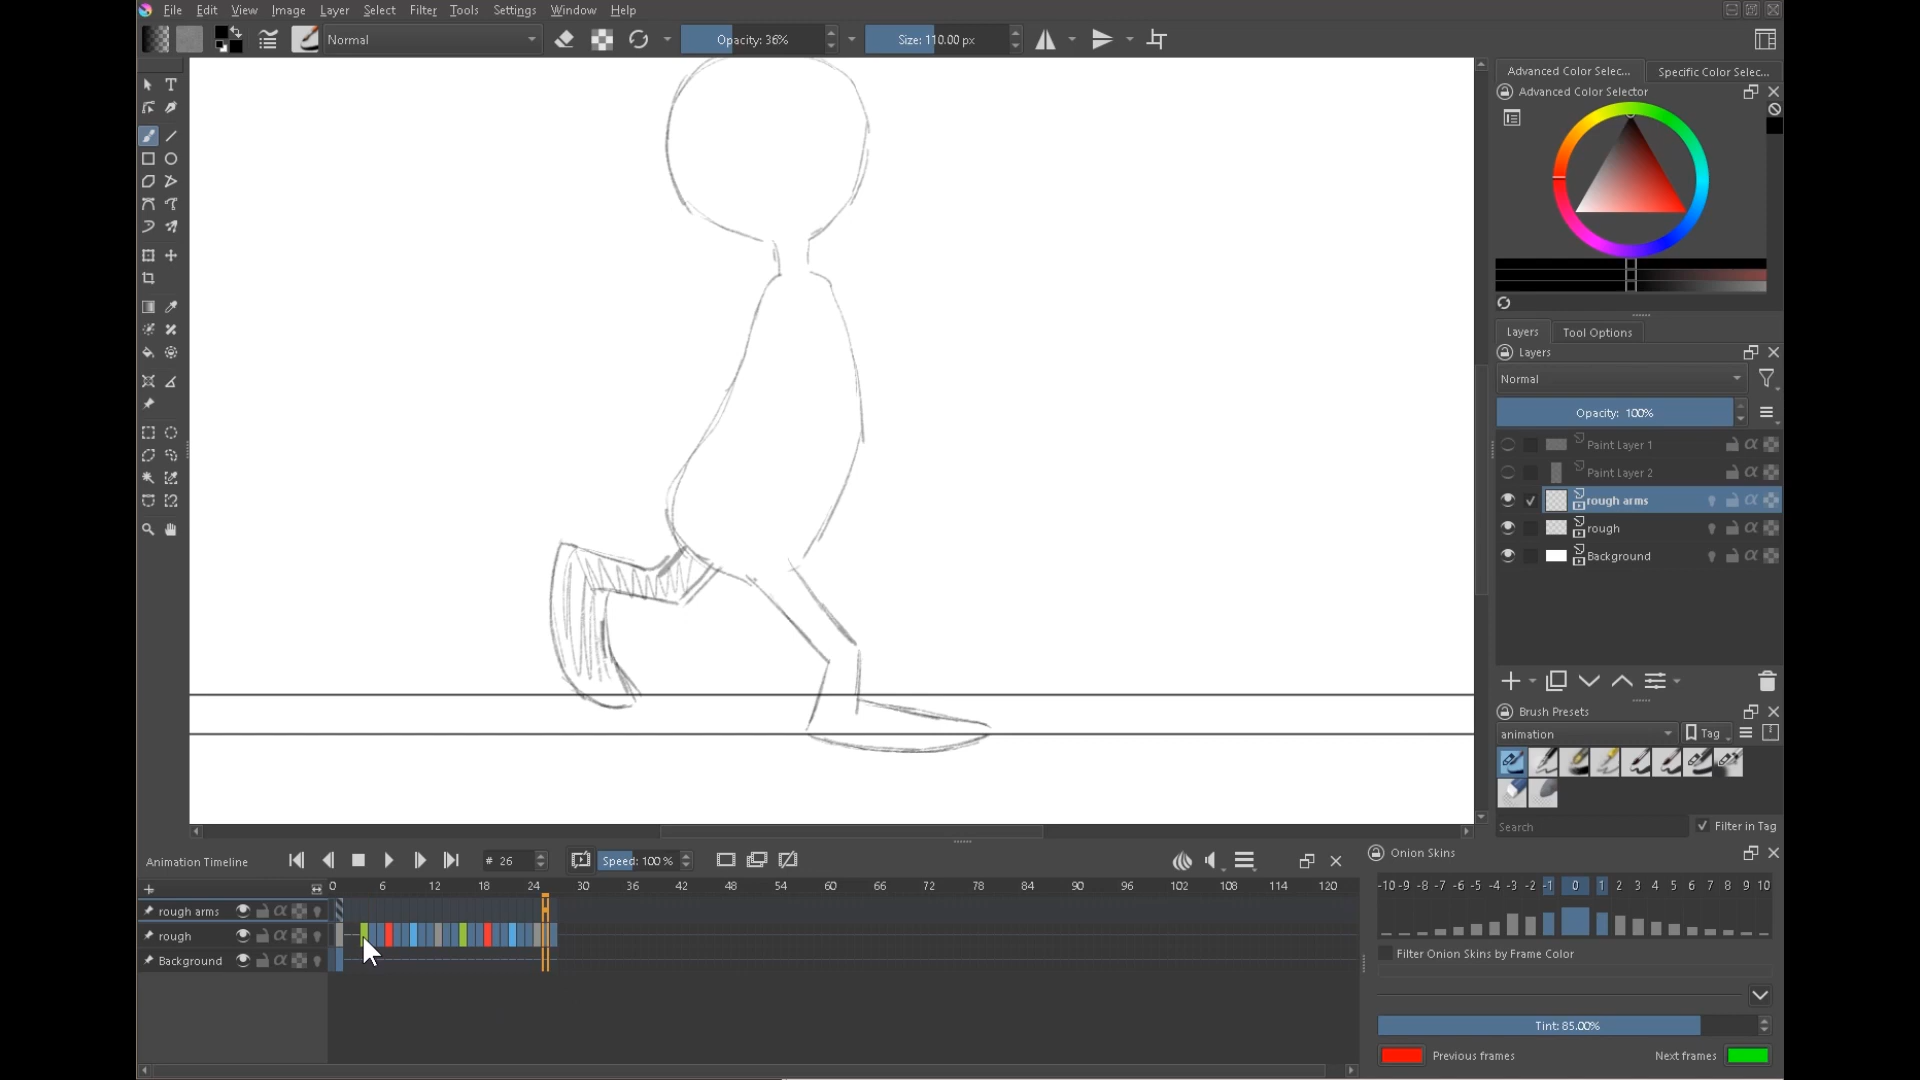 File Edit View Image Layer Select Filter Tools Settings Window Help
Normal Opacity: 36% Size: 110.00 px
Advanced Color Selec... Specific Color Selec...
Advanced Color Selector
Layers Tool Options
Layers
Normal
Opacity: 100%
Paint Layer 1
Paint Layer 2
rough arms
rough
Background
Brush Presets
animation Tag
Search Filter in Tag
Animation Timeline # 26 Speed: 100 %
0 6 12 18 24 30 36 42 48 54 60 66 72 78 84 90 96 102 108 114 120
rough arms
rough
Background
Onion Skins
-10 -9 -8 -7 -6 -5 -4 -3 -2 -1 0 1 2 3 4 5 6 7 8 9 10
Filter Onion Skins by Frame Color
Tint: 85.00%
Previous frames Next frames